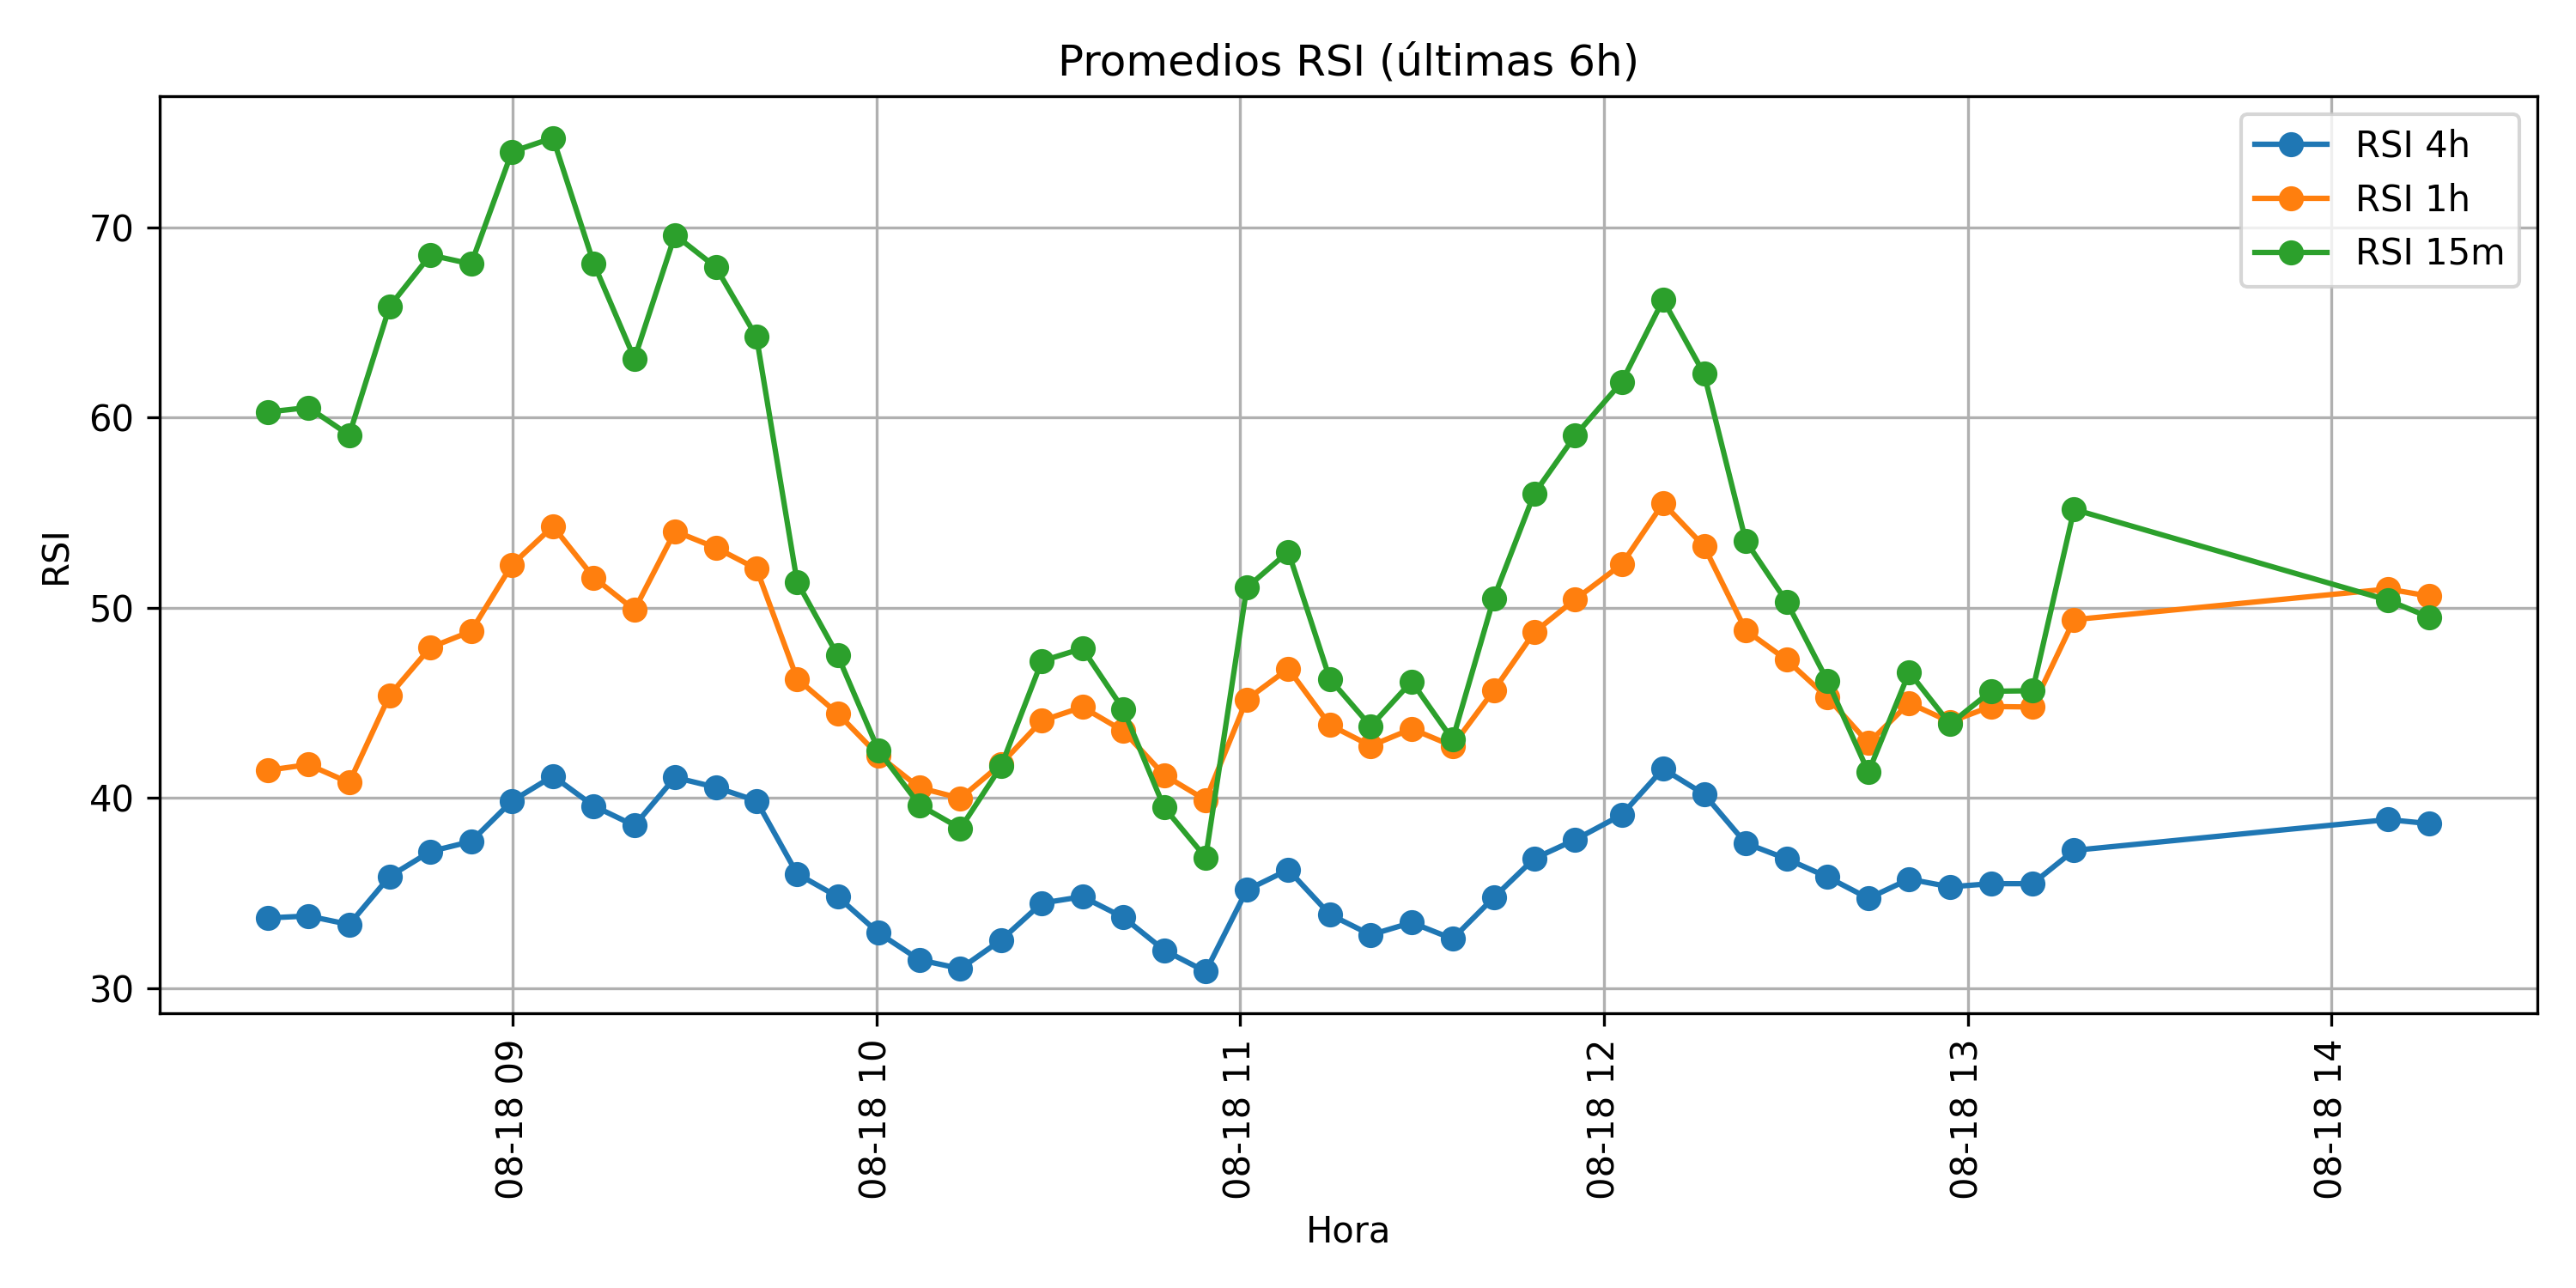 Promedios RSI (últimas 6h)
RSI 4h
RSI 1h
RSI 15m
RSI
70
60
50
40
30
08-18 09
08-18 10
08-18 11
08-18 12
08-18 13
08-18 14
Hora